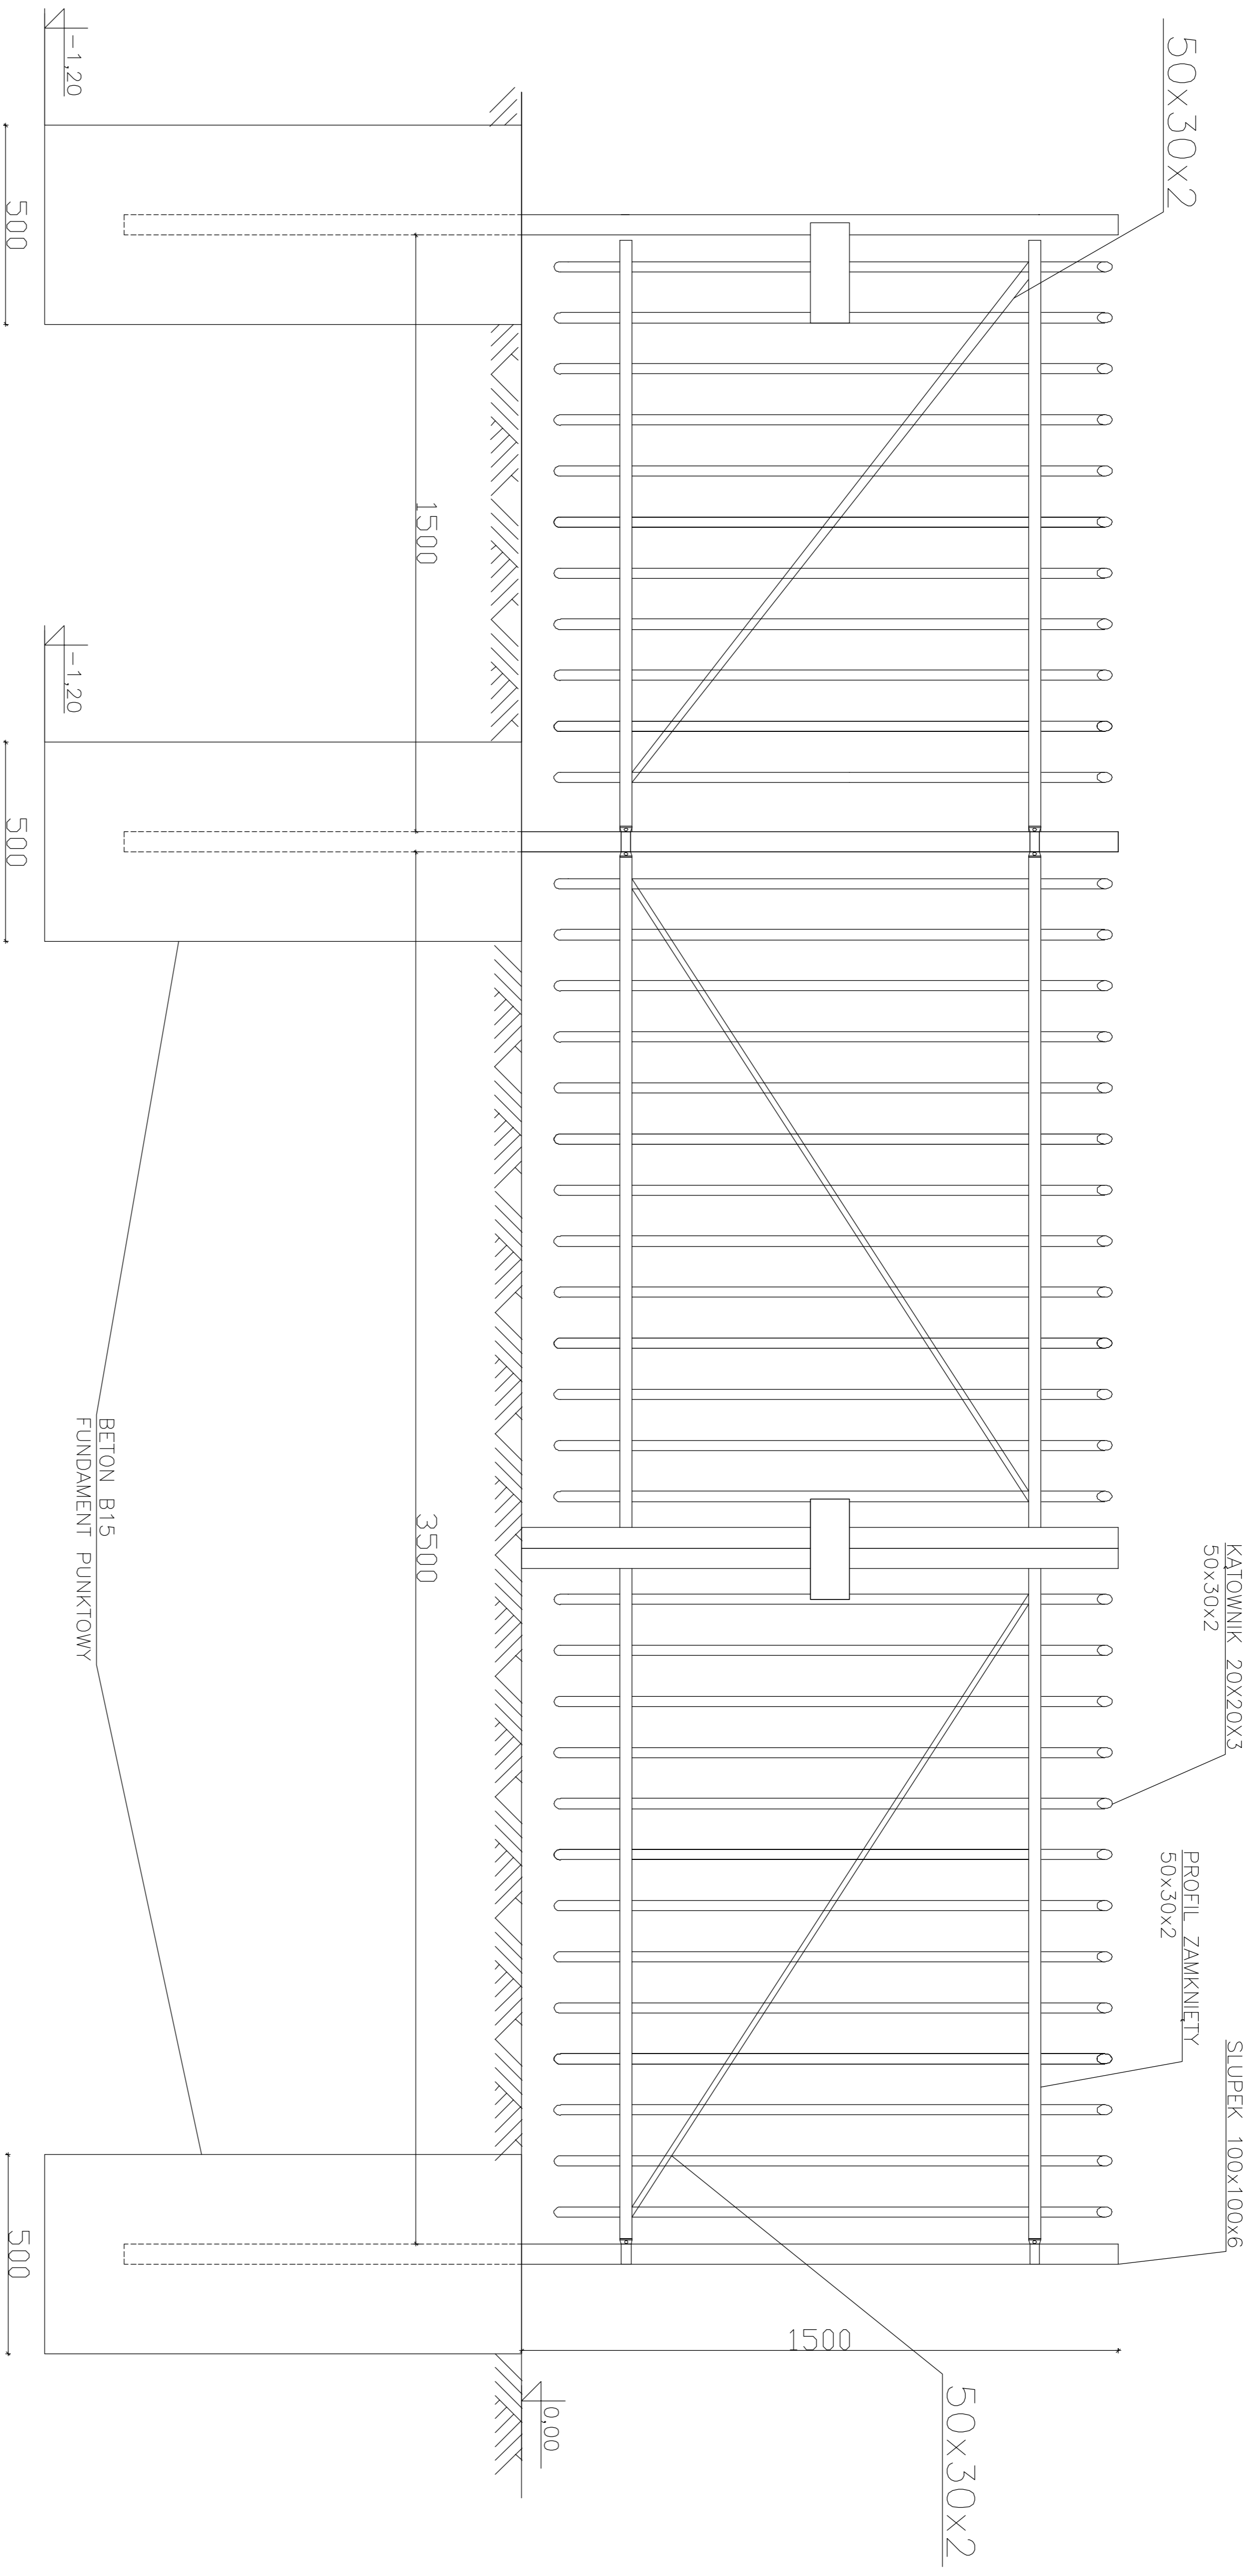 50x30x2
KĄTOWNIK 20X20X3
50x30x2
PROFIL ZAMKNIĘTY
50x30x2
SLUPEK 100x100x6
50x30x2
1500
0,00
1500
3500
-1,20
-1,20
BETON B15
FUNDAMENT PUNKTOWY
500
500
500